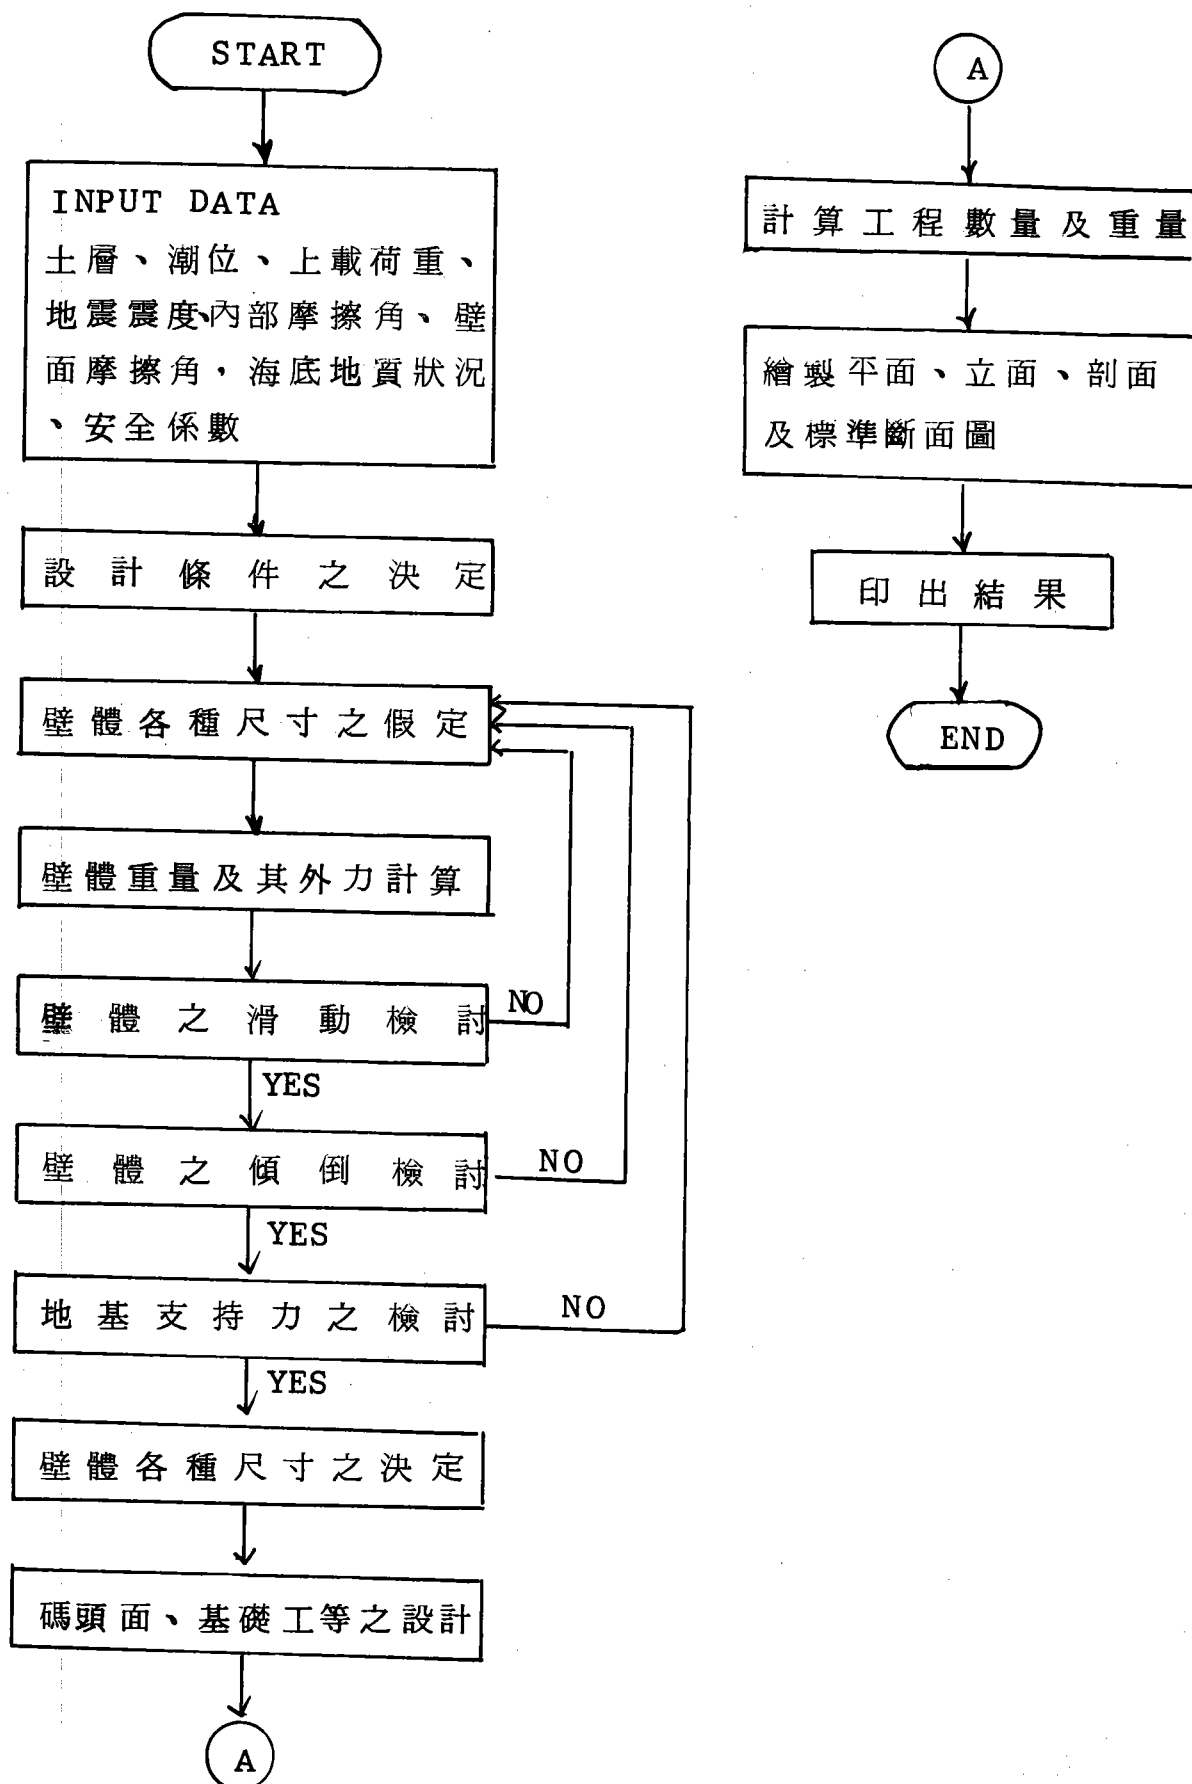 START
INPUT DATA
土層、潮位、上載荷重、
地震震度、內部摩擦角、壁
面摩擦角，海底地質狀況
、安全係數
設計條件之決定
壁體各種尺寸之假定
壁體重量及其外力計算
壁體之滑動檢討
NO
YES
壁體之傾倒檢討
NO
YES
地基支持力之檢討
NO
YES
壁體各種尺寸之決定
碼頭面、基礎工等之設計
A
A
計算工程數量及重量
繪製平面、立面、剖面
及標準斷面圖
印出結果
END